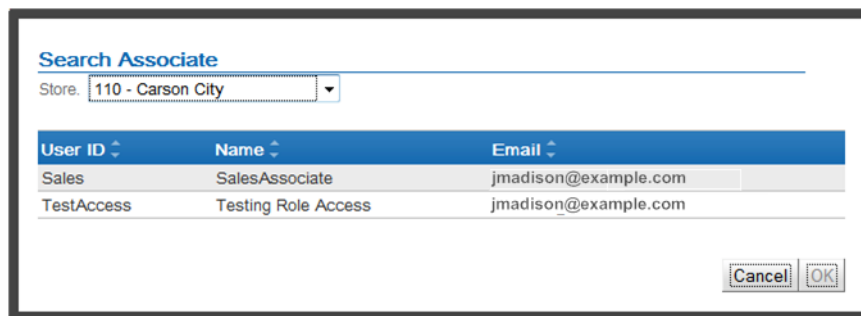 Search Associate
Store. 110 - Carson City
User ID Name Email
Sales SalesAssociate jmadison@example.com
TestAccess Testing Role Access jmadison@example.com
Cancel OK